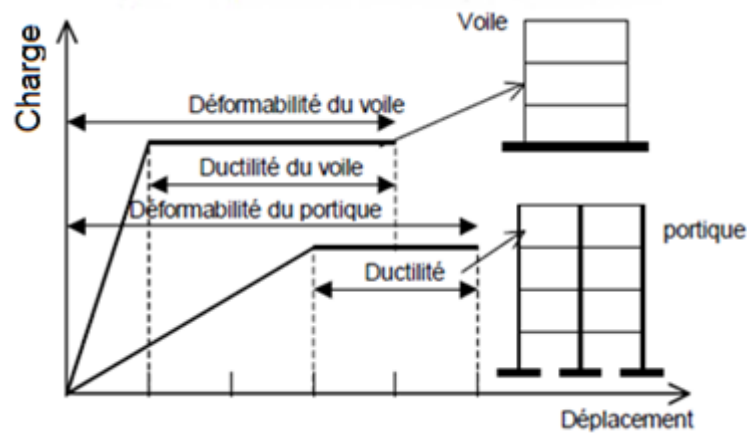 Voile
Charge
Déformabilité du voile
Ductilité du voile
Déformabilité du portique
portique
Ductilité
Déplacement